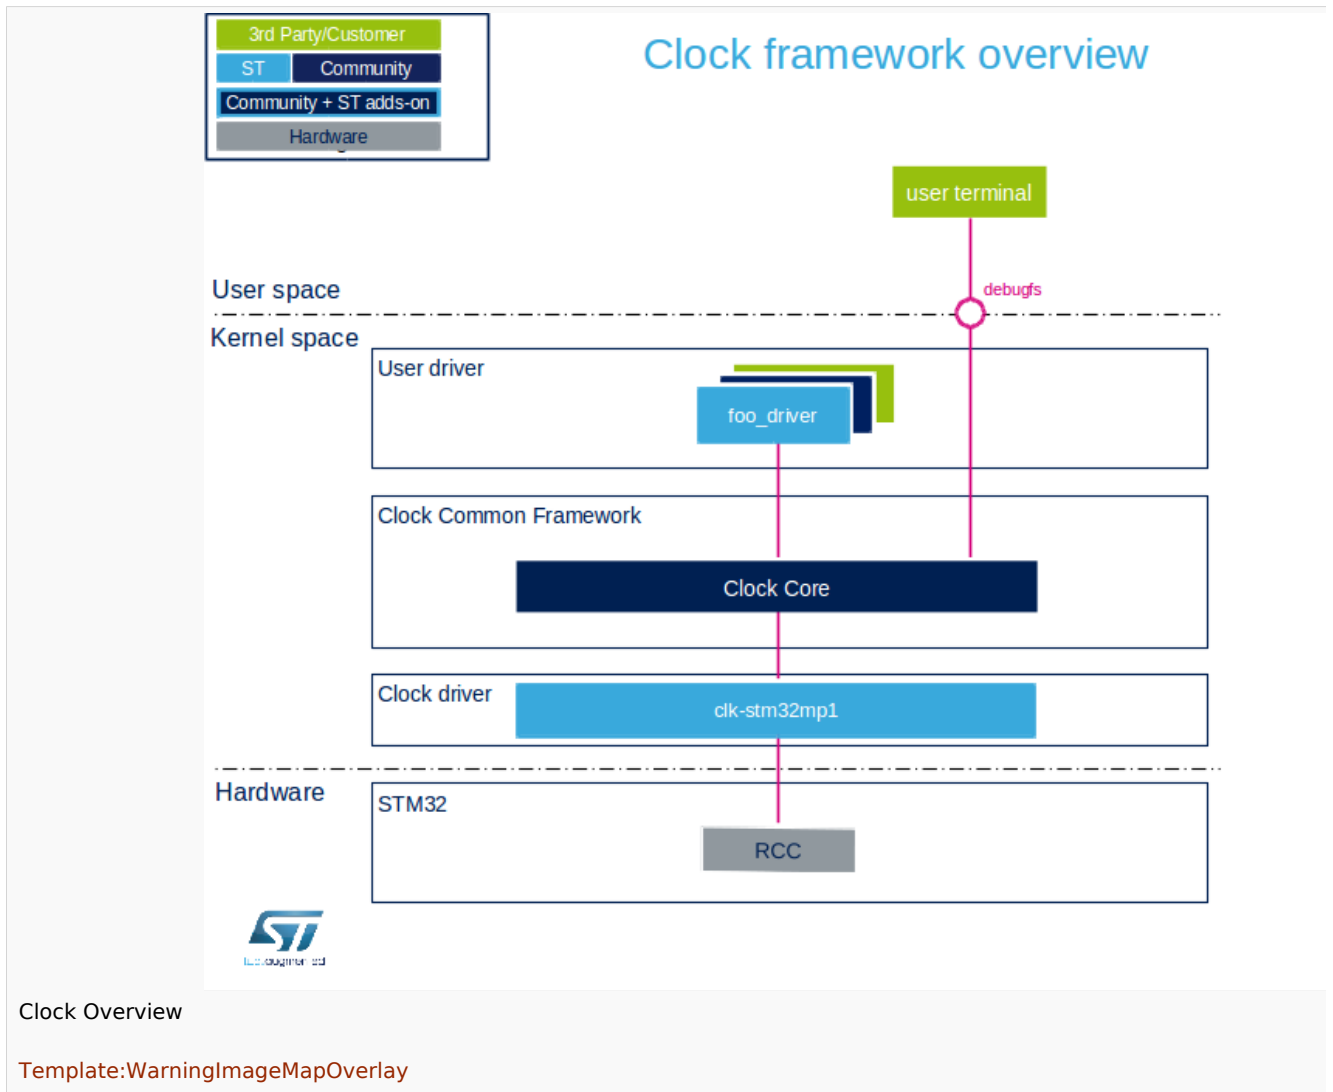 3rd Party/Customer
Clock framework overview
ST Community
Community + ST adds-on
Hardware
user terminal
User space
debugfs
Kernel space
User driver
foo_driver
Clock Common Framework
Clock Core
Clock driver
clk-stm32mp1
Hardware
STM32
RCC
ST
Clock Overview
Template:WarningImageMapOverlay